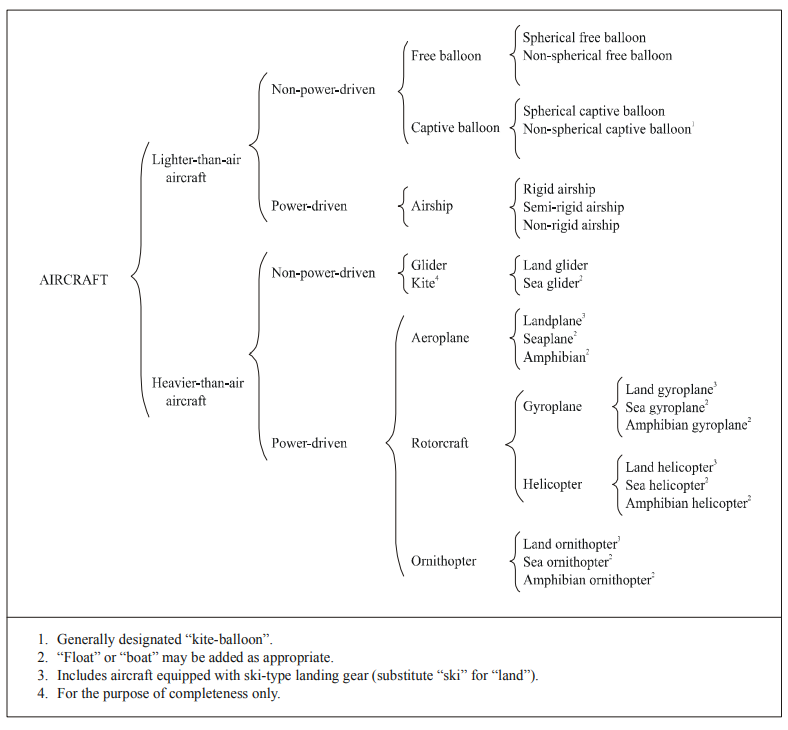 Spherical free balloon
Free balloon
Non-spherical free balloon
Non-power-driven
Spherical captive balloon
Captive balloon
Non-spherical captive balloon¹
Lighter-than-air
aircraft
Rigid airship
Power-driven
Airship
Semi-rigid airship
Non-rigid airship
Non-power-driven
Glider
Land glider
Kite⁴
Sea glider²
AIRCRAFT
Landplane³
Aeroplane
Seaplane²
Amphibian²
Heavier-than-air
aircraft
Land gyroplane³
Gyroplane
Sea gyroplane²
Amphibian gyroplane²
Power-driven
Rotorcraft
Land helicopter³
Helicopter
Sea helicopter²
Amphibian helicopter²
Land ornithopter³
Ornithopter
Sea ornithopter²
Amphibian ornithopter²
1. Generally designated “kite-balloon”.
2. “Float” or “boat” may be added as appropriate.
3. Includes aircraft equipped with ski-type landing gear (substitute “ski” for “land”).
4. For the purpose of completeness only.